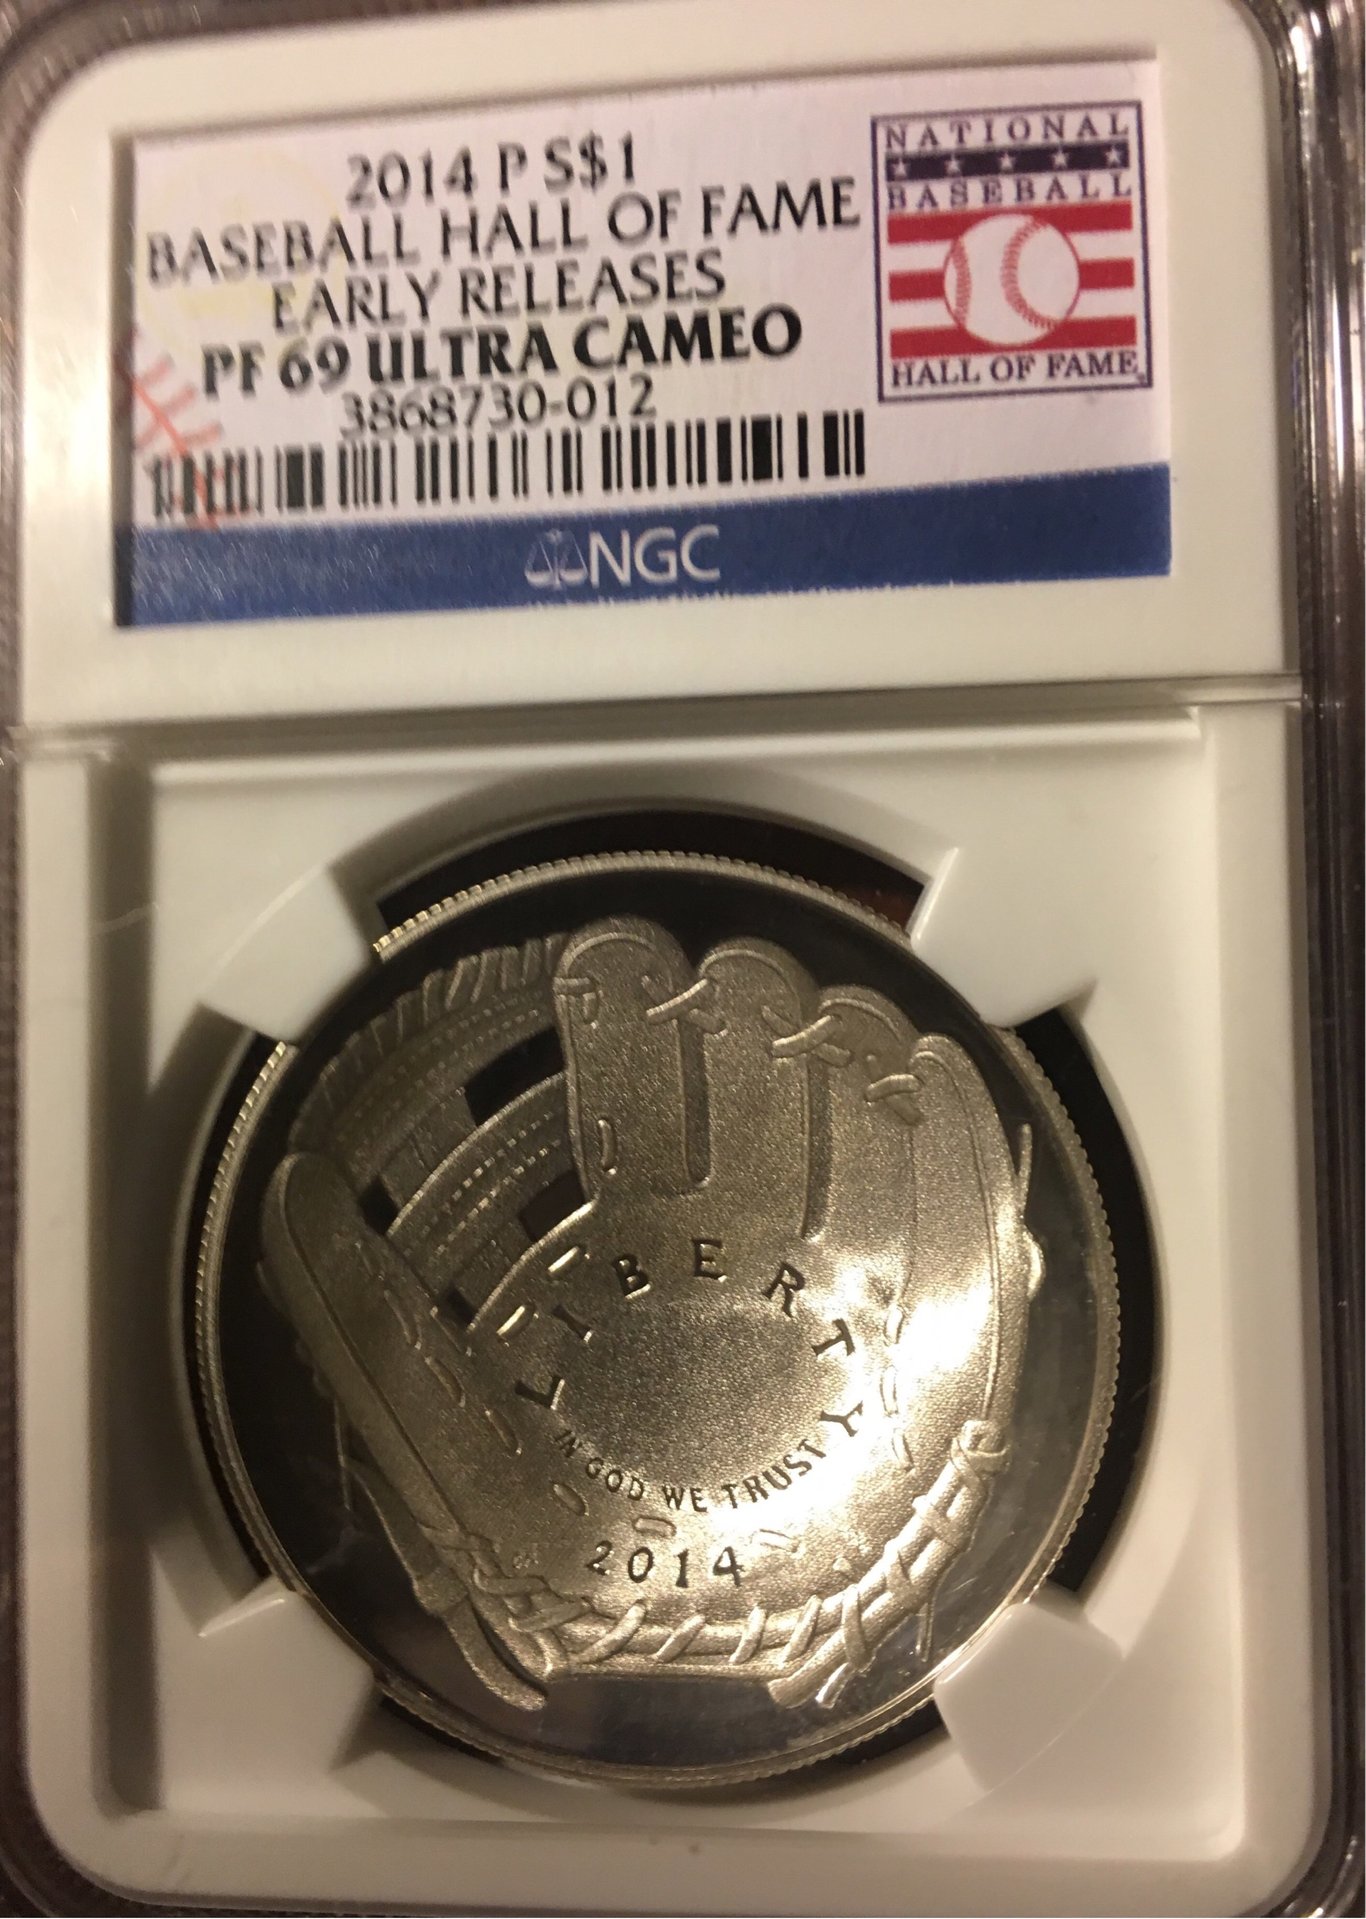 2014 P S$1
BASEBALL HALL OF FAME
EARLY RELEASES
PF 69 ULTRA CAMEO
3868730-012
NATIONAL
BASEBALL
HALL OF FAME
NGC
LIBERTY
IN GOD WE TRUST
2014